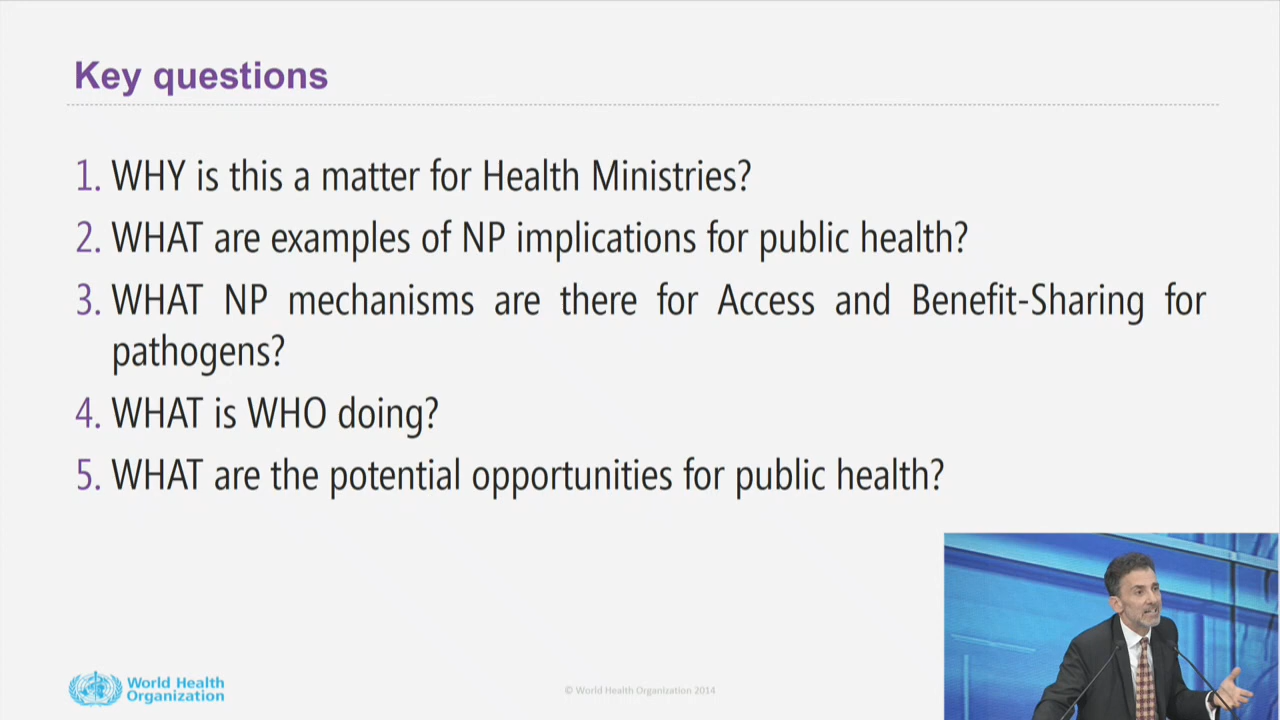 Key questions
1. WHY is this a matter for Health Ministries?
2. WHAT are examples of NP implications for public health?
3. WHAT NP mechanisms are there for Access and Benefit-Sharing for
pathogens?
4. WHAT is WHO doing?
5. WHAT are the potential opportunities for public health?
World Health
Organization
© World Health Organization 2014